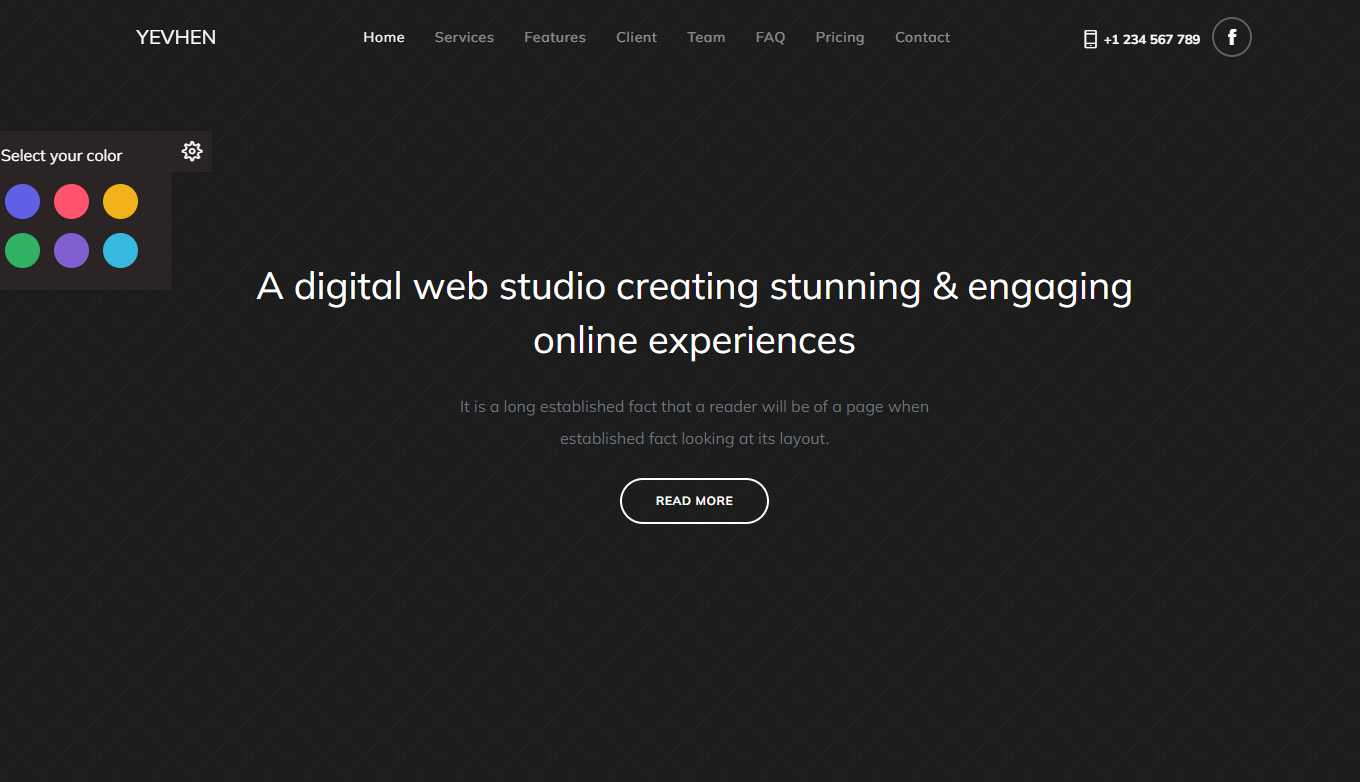 YEVHEN
Home Services Features Client Team FAQ Pricing Contact
+1 234 567 789
Select your color
A digital web studio creating stunning & engaging
online experiences
It is a long established fact that a reader will be of a page when
established fact looking at its layout.
READ MORE